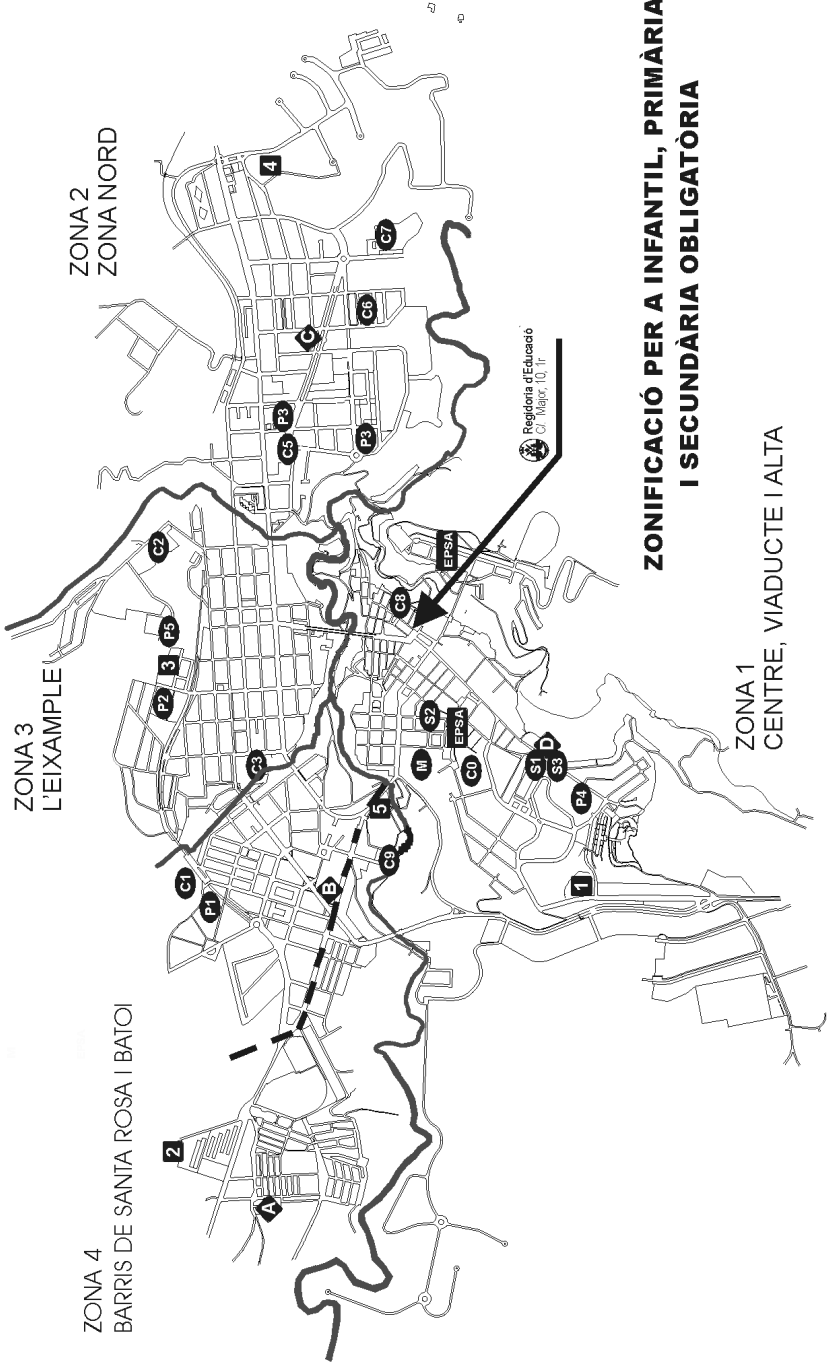 ZONIFICACIÓ PER A INFANTIL, PRIMÀRIA
I SECUNDÀRIA OBLIGATÒRIA
ZONA 4
BARRIS DE SANTA ROSA I BATOI
ZONA 3
L'EIXAMPLE
ZONA 2
ZONA NORD
ZONA 1
CENTRE, VIADUCTE I ALTA
Regidoria d'Educació
C/. Major, 10, 1r
2
A
C1
P1
B
C9
5
C3
P2
3
P5
C2
C5
P3
P3
C
C6
C7
4
C8
EPSA
S2
EPSA
M
C0
S1
D
S3
P4
1